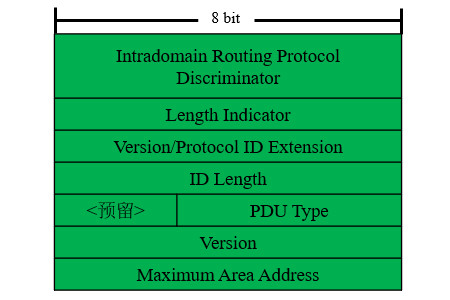 8 bit
Intradomain Routing Protocol
Discriminator
Length Indicator
Version/Protocol ID Extension
ID Length
<预留> PDU Type
Version
Maximum Area Address